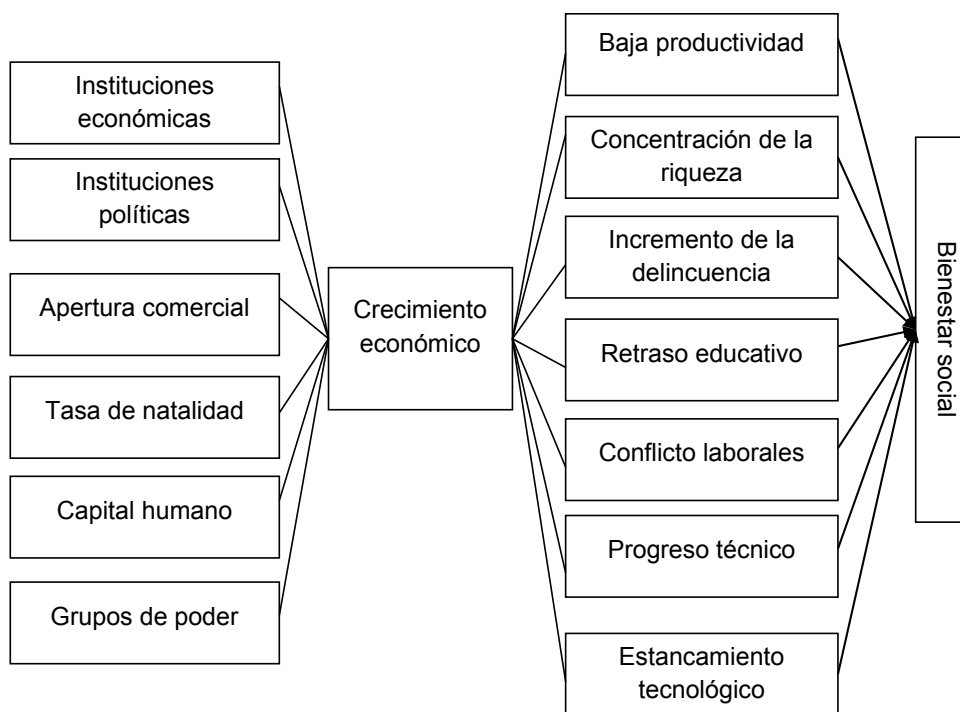 Instituciones
económicas
Instituciones
políticas
Apertura comercial
Tasa de natalidad
Capital humano
Grupos de poder
Crecimiento
económico
Baja productividad
Concentración de la
riqueza
Incremento de la
delincuencia
Retraso educativo
Conflicto laborales
Progreso técnico
Estancamiento
tecnológico
Bienestar social